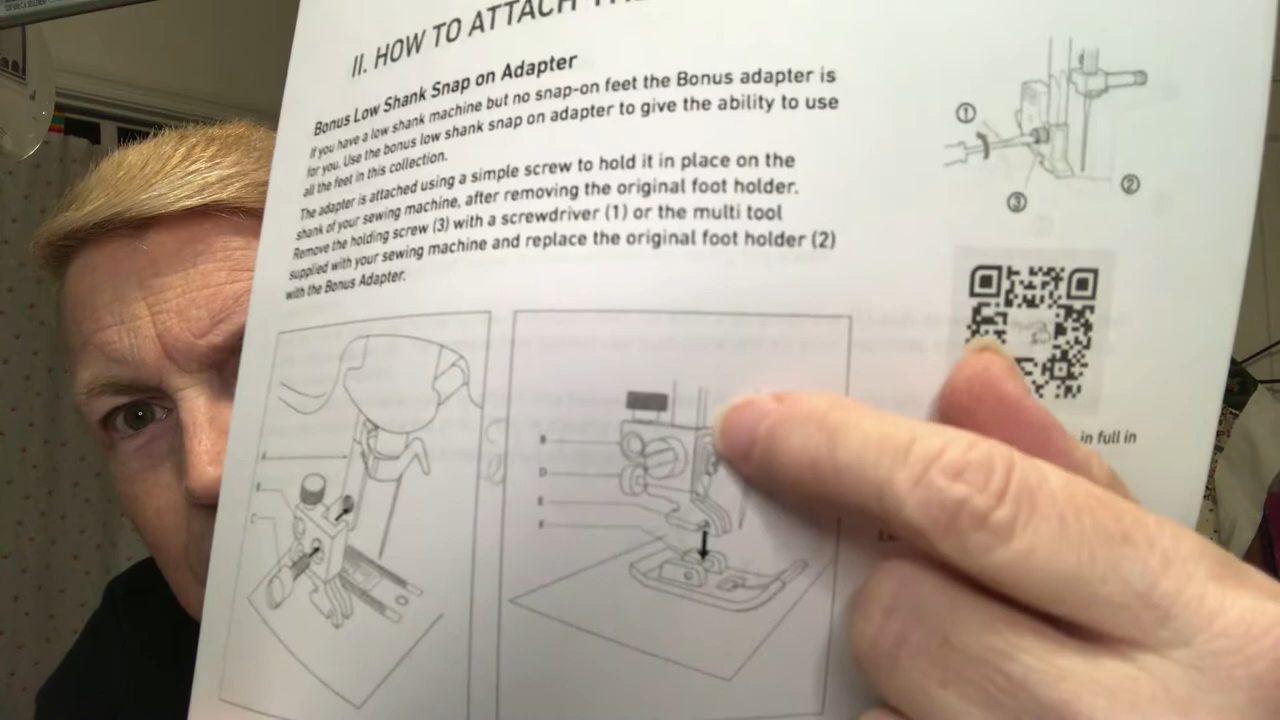 II. HOW TO ATTACH
Bonus Low Shank Snap on Adapter
If you have a low shank machine but no snap-on feet the Bonus adapter is
for you. Use the bonus low shank snap on adapter to give the ability to use
all the feet in this collection.
The adapter is attached using a simple screw to hold it in place on the
shank of your sewing machine, after removing the original foot holder.
Remove the holding screw (3) with a screwdriver (1) or the multi tool
supplied with your sewing machine and replace the original foot holder (2)
with the Bonus Adapter.
1
2
3
in full in
A
B
C
B
D
E
F